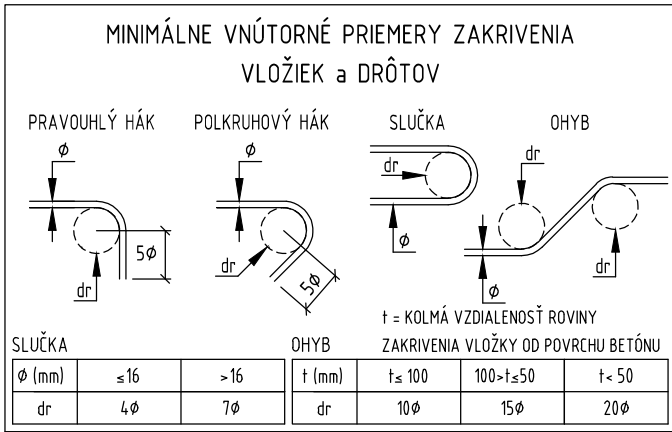 MINIMÁLNE VNÚTORNÉ PRIEMERY ZAKRIVENIA
VLOŽIEK a DRÔTOV
PRAVOUHLÝ HÁK
POLKRUHOVÝ HÁK
SLUČKA
OHYB
ϕ
dr
5ϕ
ϕ
dr
5ϕ
dr
ϕ
dr
dr
ϕ
t = KOLMÁ VZDIALENOSŤ ROVINY
ZAKRIVENIA VLOŽKY OD POVRCHU BETÓNU
SLUČKA
ϕ (mm) ≤16 >16
dr 4ϕ 7ϕ
OHYB
t (mm) t≤ 100 100>t≤50 t< 50
dr 10ϕ 15ϕ 20ϕ